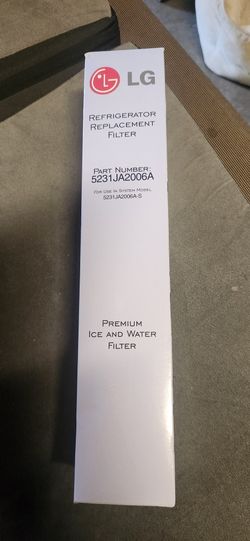 LG
Refrigerator
Replacement
Filter
Part Number:
5231JA2006A
For Use in System Model
5231JA2006A-S
Premium
Ice and Water
Filter